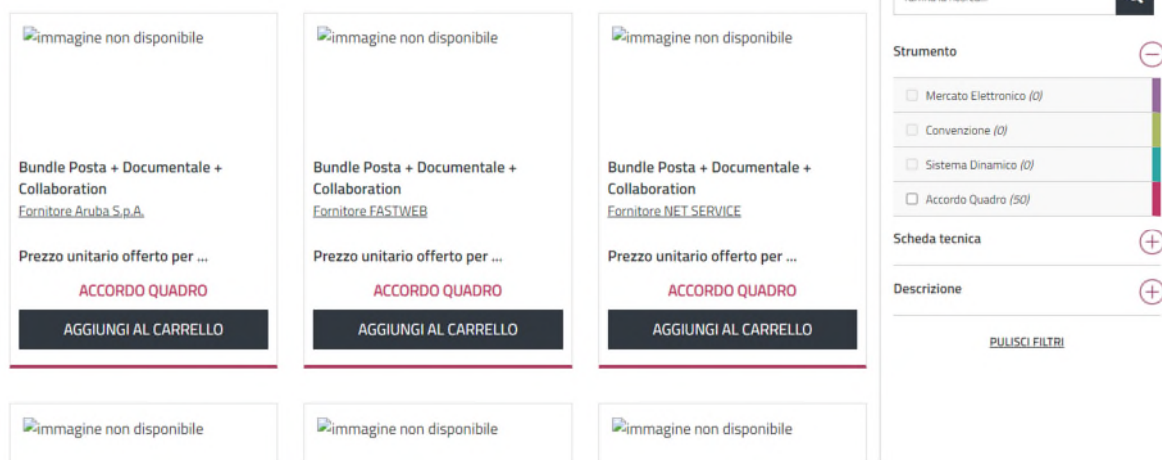 immagine non disponibile
Bundle Posta + Documentale +
Collaboration
Fornitore Aruba S.p.A.
Prezzo unitario offerto per ...
ACCORDO QUADRO
AGGIUNGI AL CARRELLO
immagine non disponibile
Bundle Posta + Documentale +
Collaboration
Fornitore FASTWEB
Prezzo unitario offerto per ...
ACCORDO QUADRO
AGGIUNGI AL CARRELLO
immagine non disponibile
Bundle Posta + Documentale +
Collaboration
Fornitore NET SERVICE
Prezzo unitario offerto per ...
ACCORDO QUADRO
AGGIUNGI AL CARRELLO
immagine non disponibile
immagine non disponibile
immagine non disponibile
Strumento
Mercato Elettronico (0)
Convenzione (0)
Sistema Dinamico (0)
Accordo Quadro (50)
Scheda tecnica
Descrizione
PULISCI FILTRI